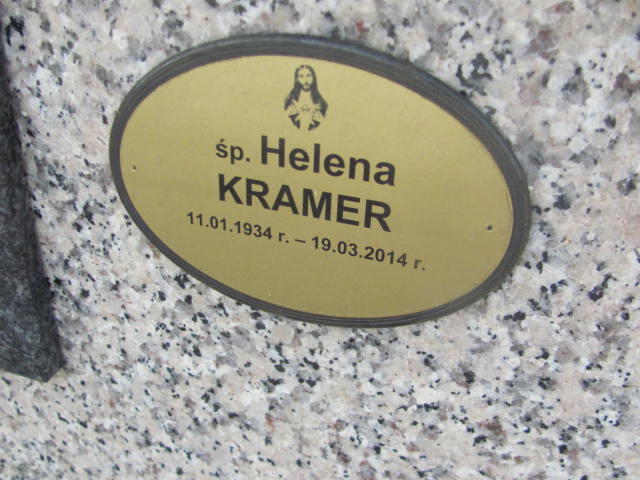 śp. Helena
KRAMER
11.01.1934 r. – 19.03.2014 r.